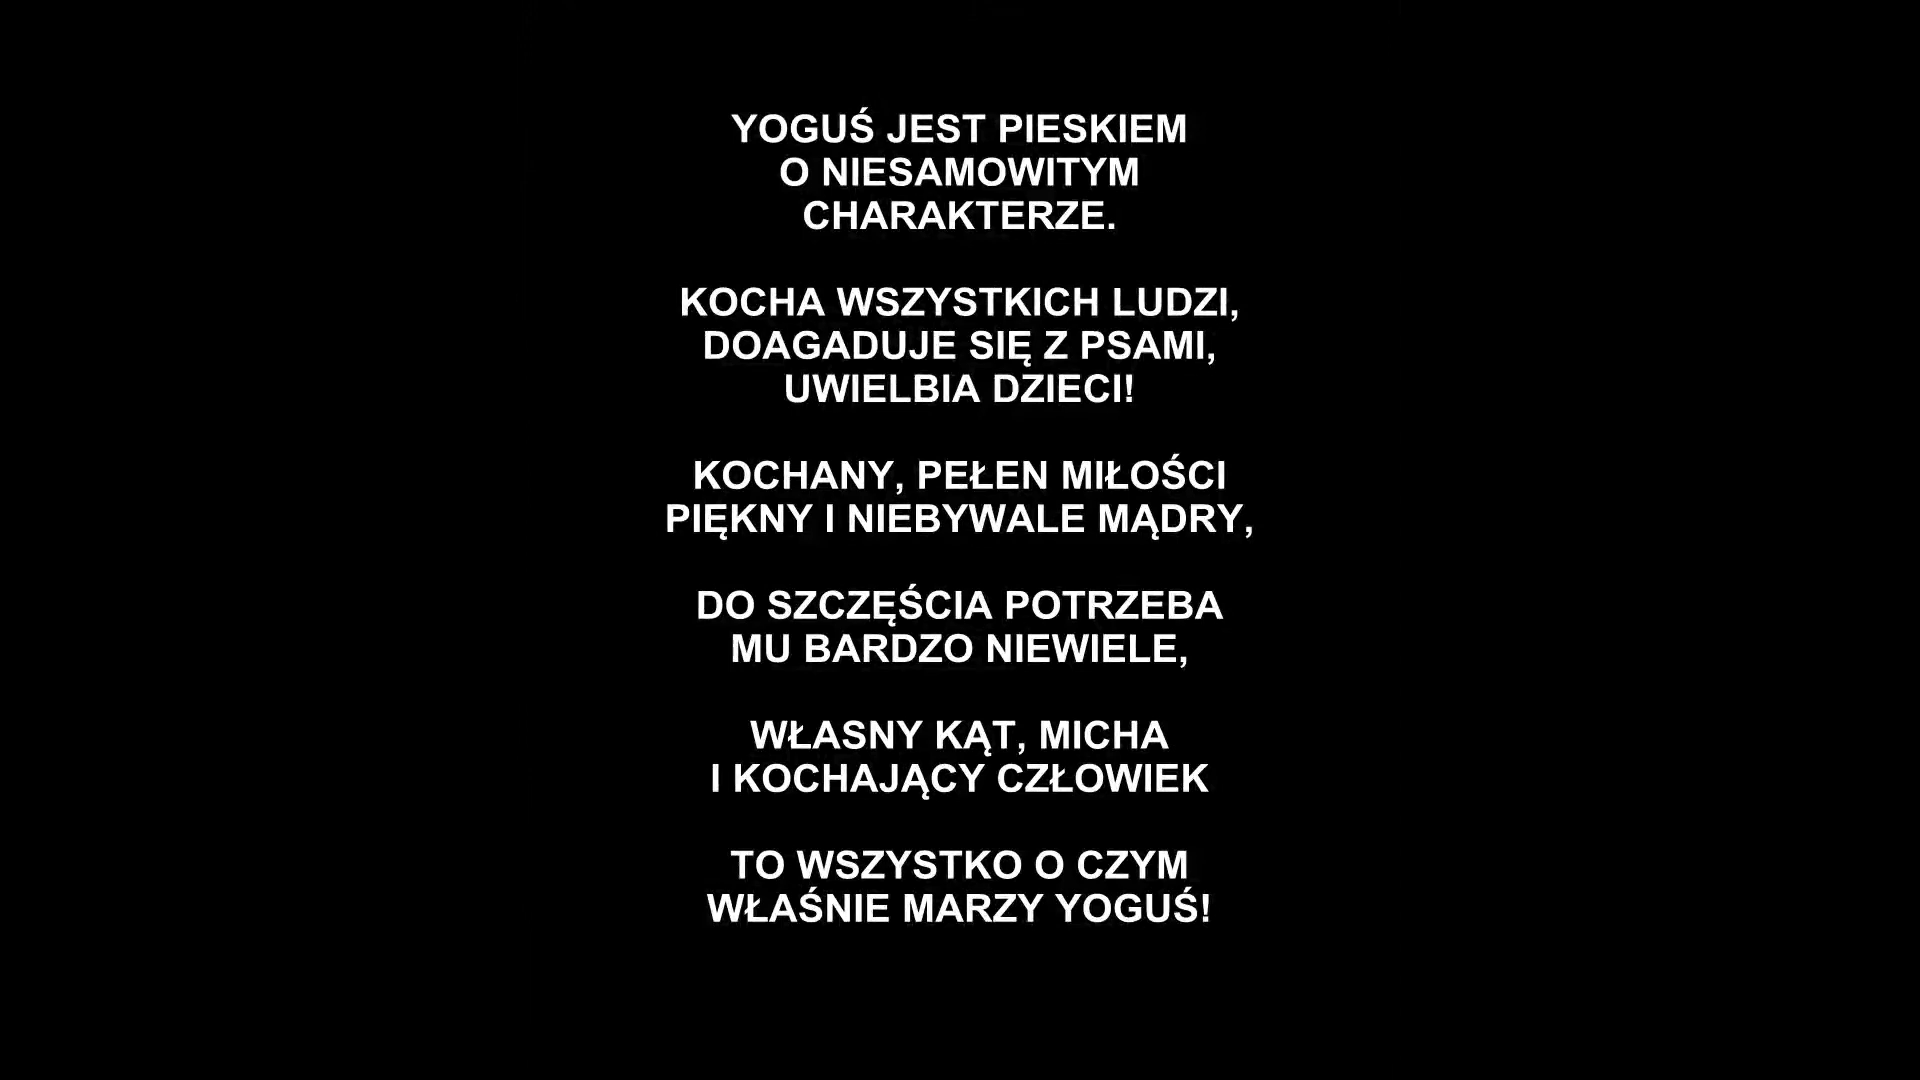 YOGUŚ JEST PIESKIEM
O NIESAMOWITYM
CHARAKTERZE.
KOCHA WSZYSTKICH LUDZI,
DOAGADUJE SIĘ Z PSAMI,
UWIELBIA DZIECI!
KOCHANY, PEŁEN MIŁOŚCI
PIĘKNY I NIEBYWALE MĄDRY,
DO SZCZĘŚCIA POTRZEBA
MU BARDZO NIEWIELE,
WŁASNY KĄT, MICHA
I KOCHAJĄCY CZŁOWIEK
TO WSZYSTKO O CZYM
WŁAŚNIE MARZY YOGUŚ!